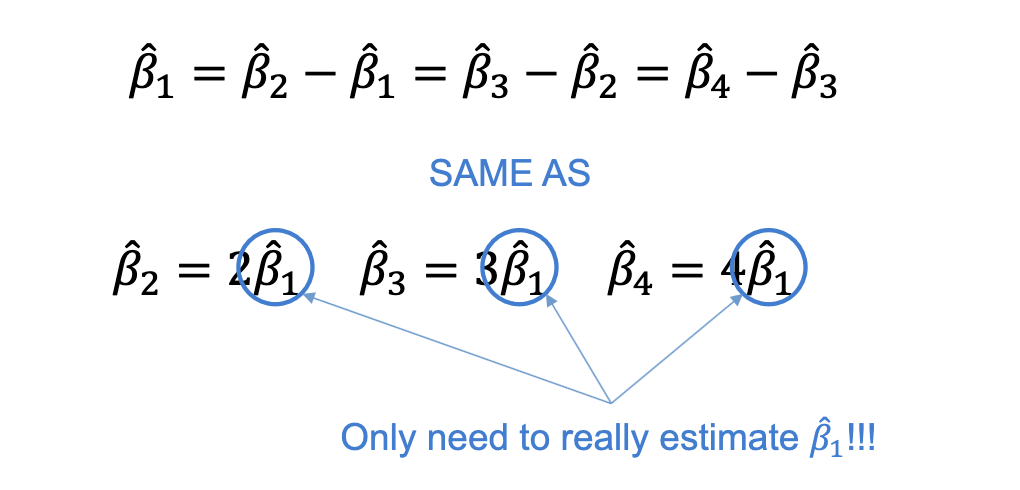 β̂₁ = β̂₂ − β̂₁ = β̂₃ − β̂₂ = β̂₄ − β̂₃
SAME AS
β̂₂ = 2β̂₁ β̂₃ = 3β̂₁ β̂₄ = 4β̂₁
Only need to really estimate β̂₁!!!